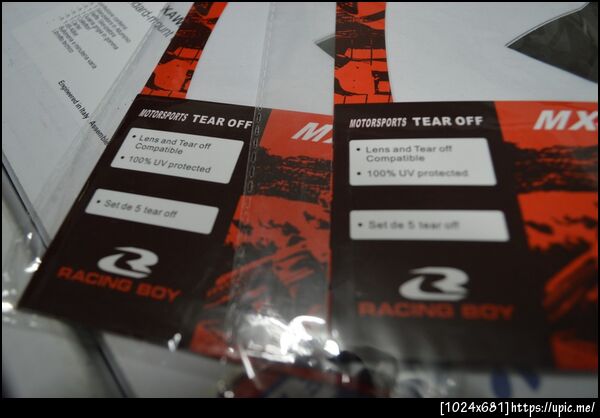 KAW
Engineered in Italy
MOTORSPORTS TEAR OFF
MX
• Lens and Tear off
Compatible
• 100% UV protected
• Set de 5 tear off
RACING BOY
MOTORSPORTS TEAR OFF
MX
• Lens and Tear off
Compatible
• 100% UV protected
• Set de 5 tear off
RACING BOY
[1024x681]https://upic.me/